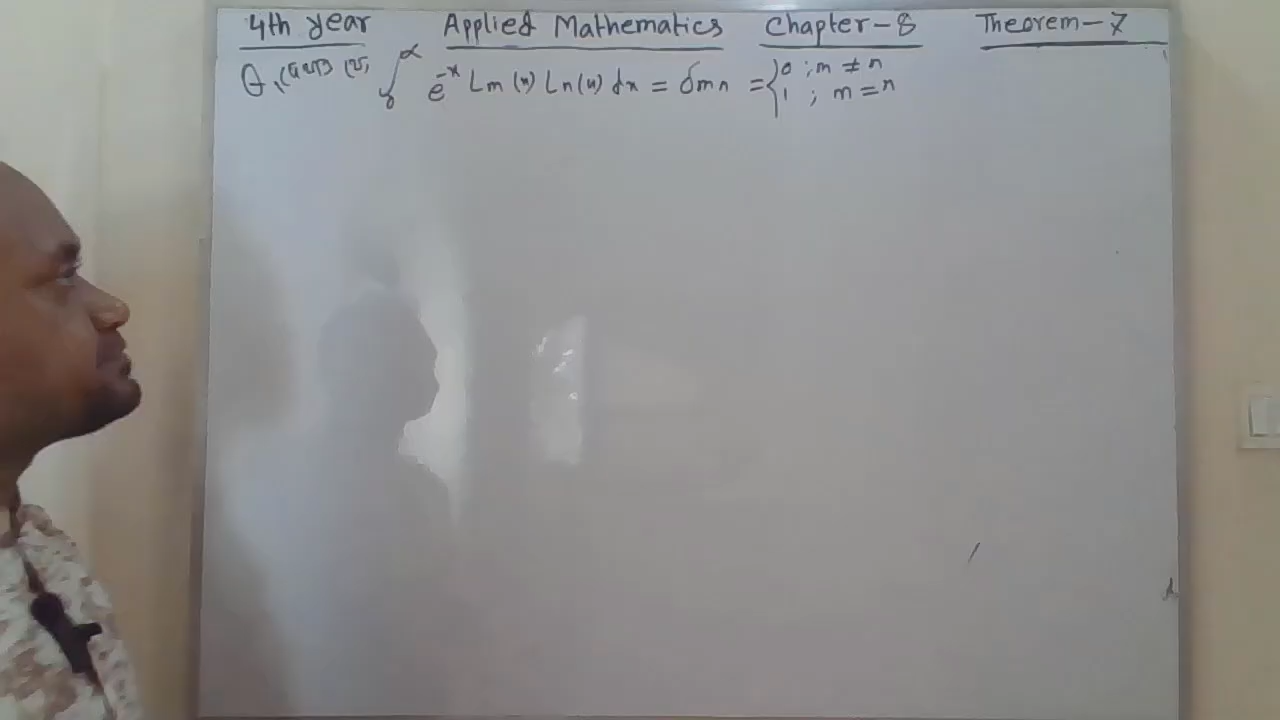 4th year Applied Mathematics Chapter-8 Theorem-7
দেখাও যে, ∫₀^∝ e^-x Lm(x) Ln(x) dx = δmn = { 0 ; m ≠ n
1 ; m = n